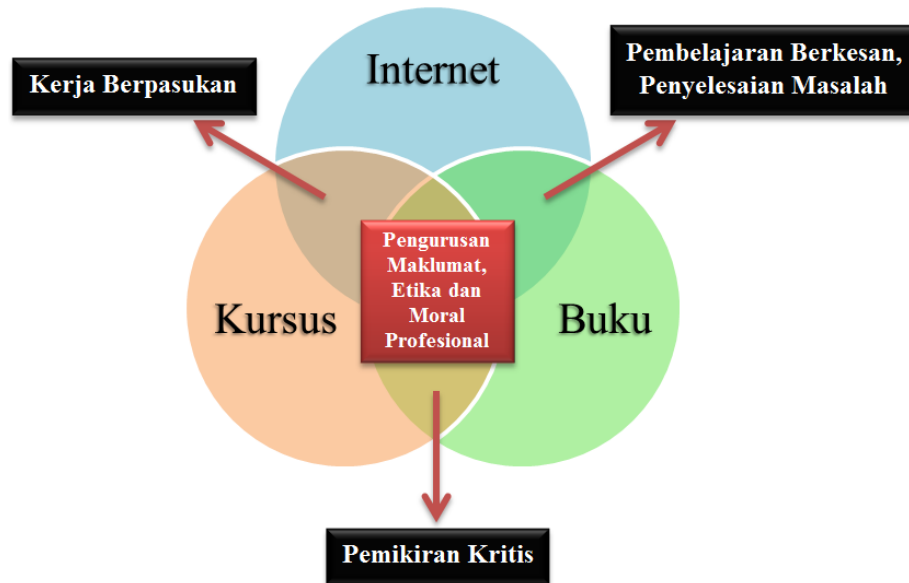 Internet
Kerja Berpasukan
Pembelajaran Berkesan,
Penyelesaian Masalah
Pengurusan
Maklumat,
Etika dan
Moral
Profesional
Kursus
Buku
Pemikiran Kritis